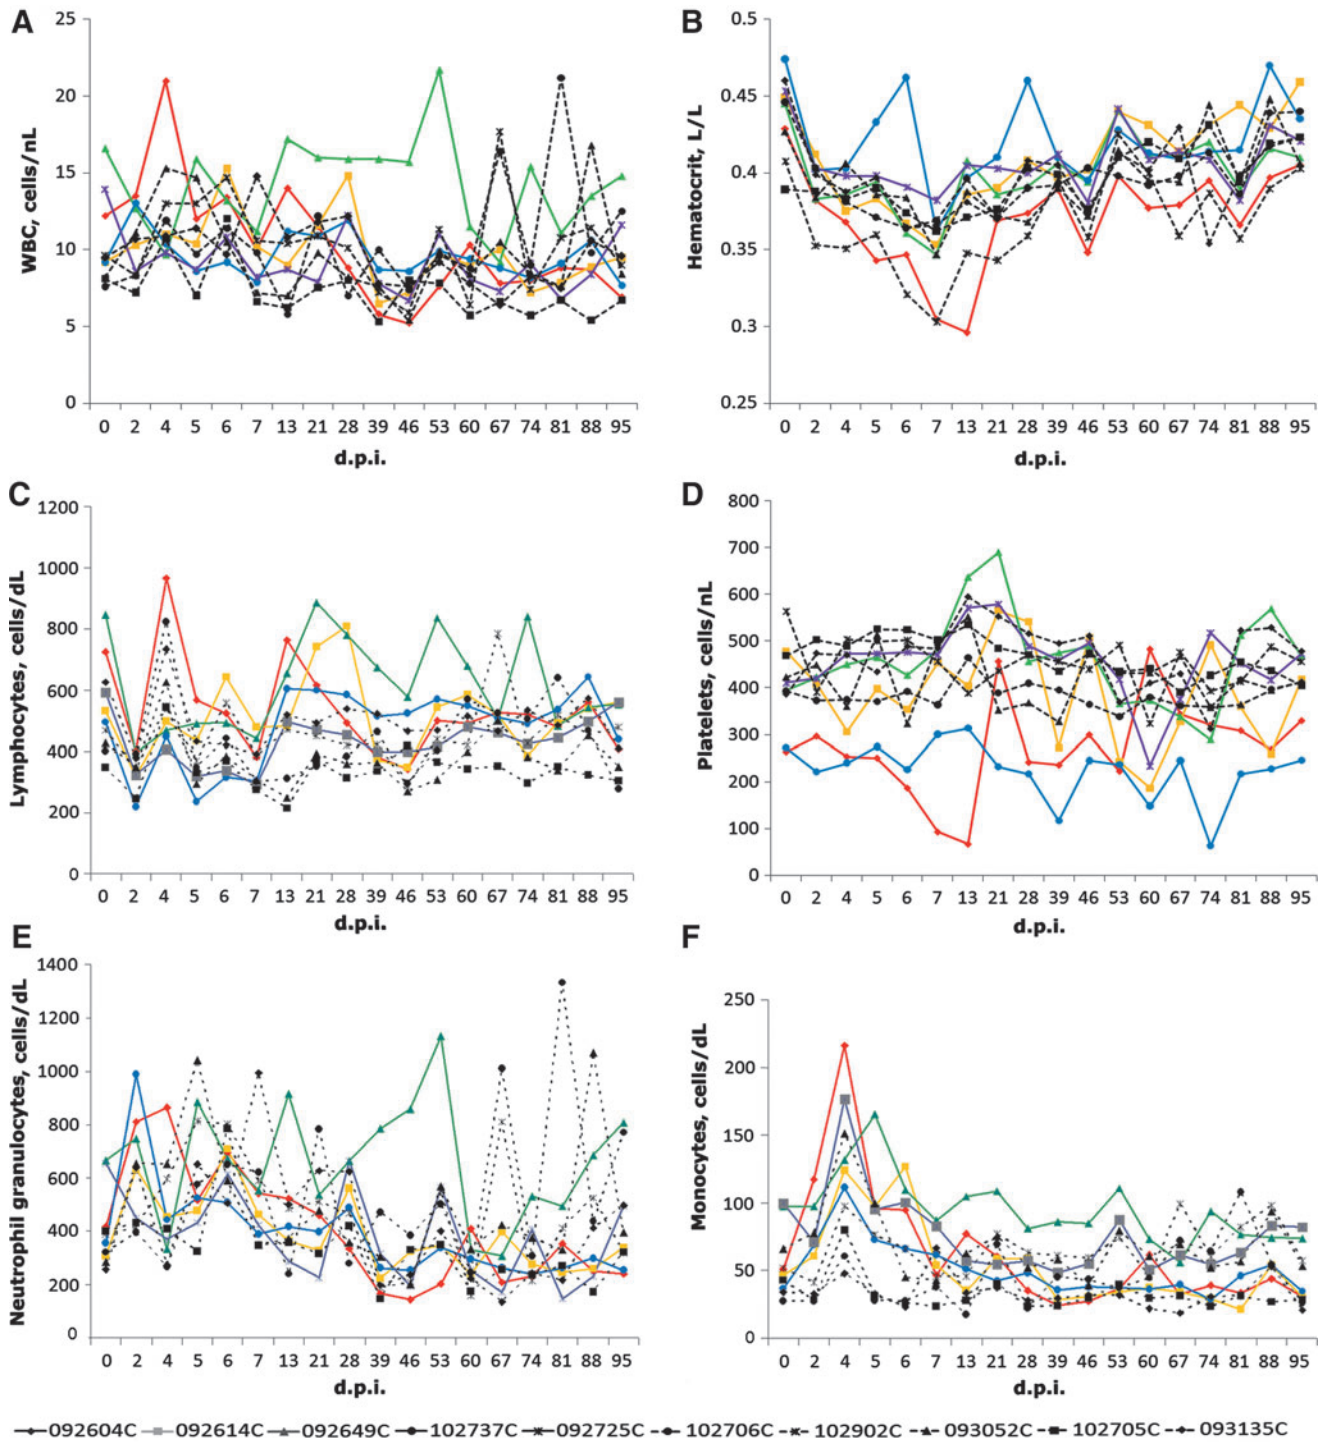 A
WBC, cells/nL
25
20
15
10
5
0
0 2 4 5 6 7 13 21 28 39 46 53 60 67 74 81 88 95
d.p.i.
B
Hematocrit, L/L
0.5
0.45
0.4
0.35
0.3
0.25
0 2 4 5 6 7 13 21 28 39 46 53 60 67 74 81 88 95
d.p.i.
C
Lymphocytes, cells/dL
1200
1000
800
600
400
200
0
0 2 4 5 6 7 13 21 28 39 46 53 60 67 74 81 88 95
d.p.i.
D
Platelets, cells/nL
800
700
600
500
400
300
200
100
0
0 2 4 5 6 7 13 21 28 39 46 53 60 67 74 81 88 95
d.p.i.
E
Neutrophil granulocytes, cells/dL
1400
1200
1000
800
600
400
200
0
0 2 4 5 6 7 13 21 28 39 46 53 60 67 74 81 88 95
d.p.i.
F
Monocytes, cells/dL
250
200
150
100
50
0
0 2 4 5 6 7 13 21 28 39 46 53 60 67 74 81 88 95
d.p.i.
092604C 092614C 092649C 102737C 092725C 102706C 102902C 093052C 102705C 093135C